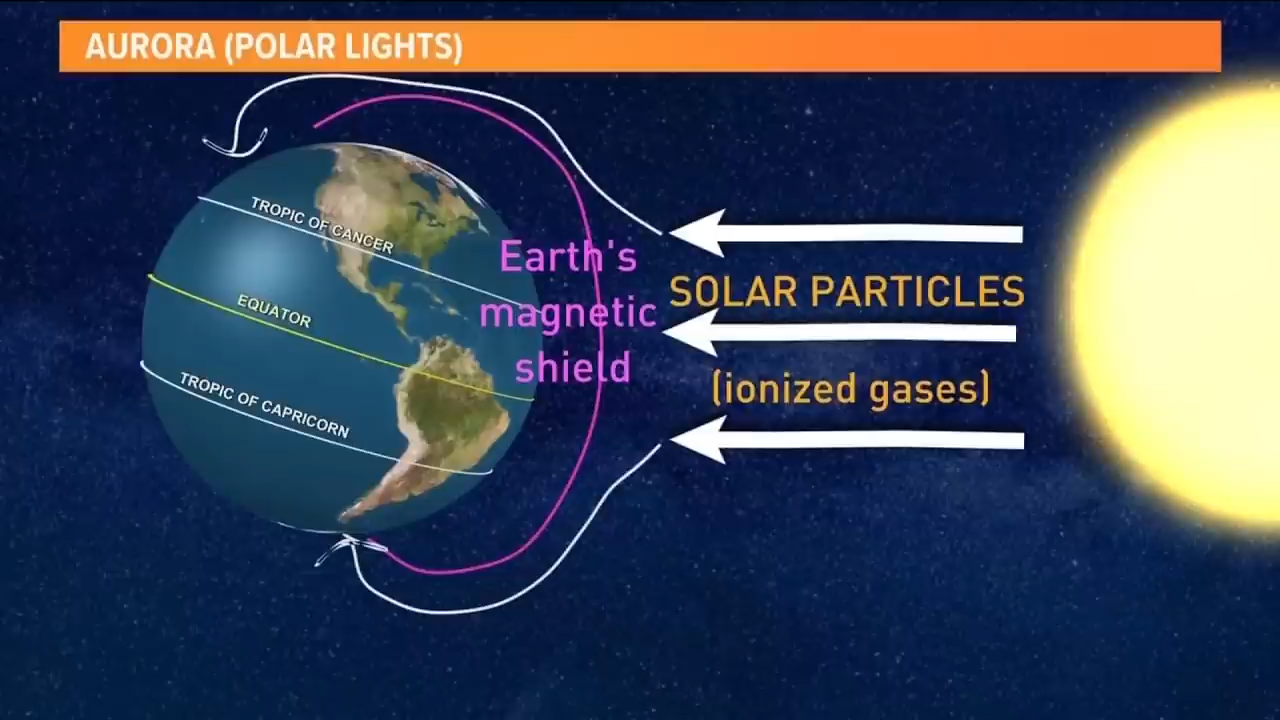 AURORA (POLAR LIGHTS)
TROPIC OF CANCER
EQUATOR
TROPIC OF CAPRICORN
Earth's
magnetic
shield
SOLAR PARTICLES
(ionized gases)